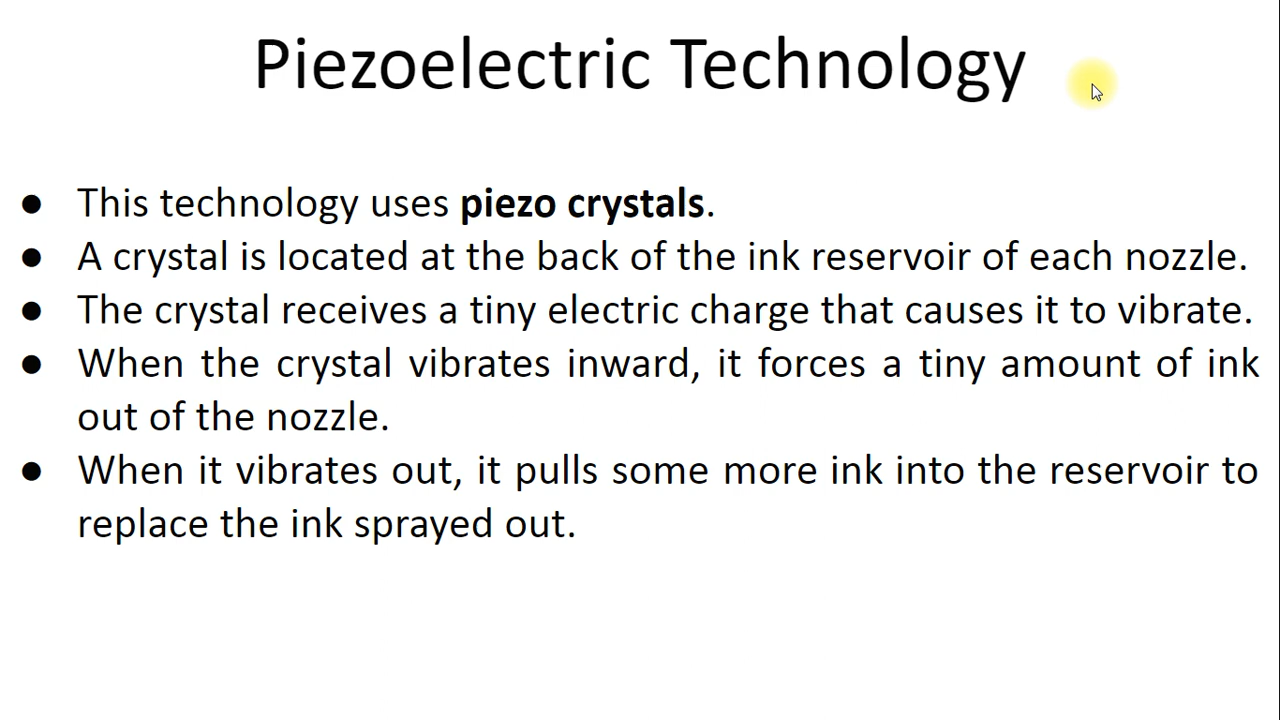 Piezoelectric Technology
● This technology uses piezo crystals.
● A crystal is located at the back of the ink reservoir of each nozzle.
● The crystal receives a tiny electric charge that causes it to vibrate.
● When the crystal vibrates inward, it forces a tiny amount of ink
out of the nozzle.
● When it vibrates out, it pulls some more ink into the reservoir to
replace the ink sprayed out.